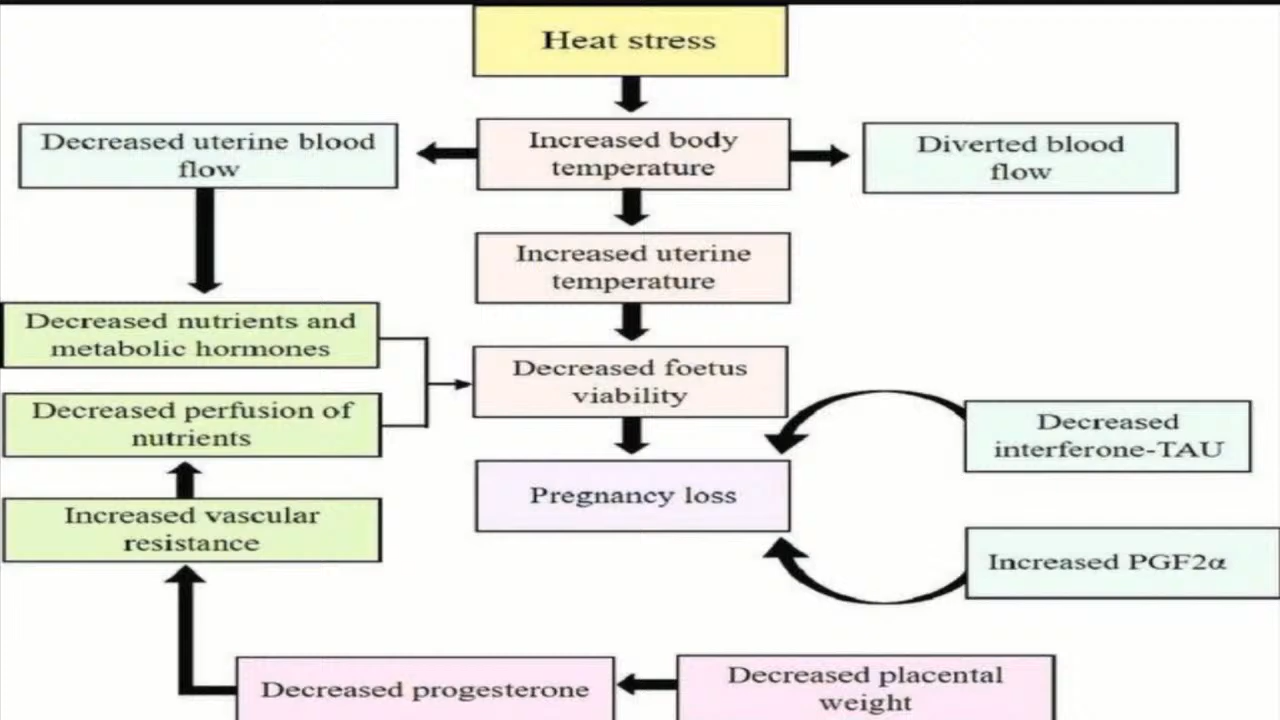 Heat stress
Decreased uterine blood
flow
Increased body
temperature
Diverted blood
flow
Increased uterine
temperature
Decreased nutrients and
metabolic hormones
Decreased foetus
viability
Decreased perfusion of
nutrients
Decreased
interferone-TAU
Pregnancy loss
Increased vascular
resistance
Increased PGF2α
Decreased progesterone
Decreased placental
weight